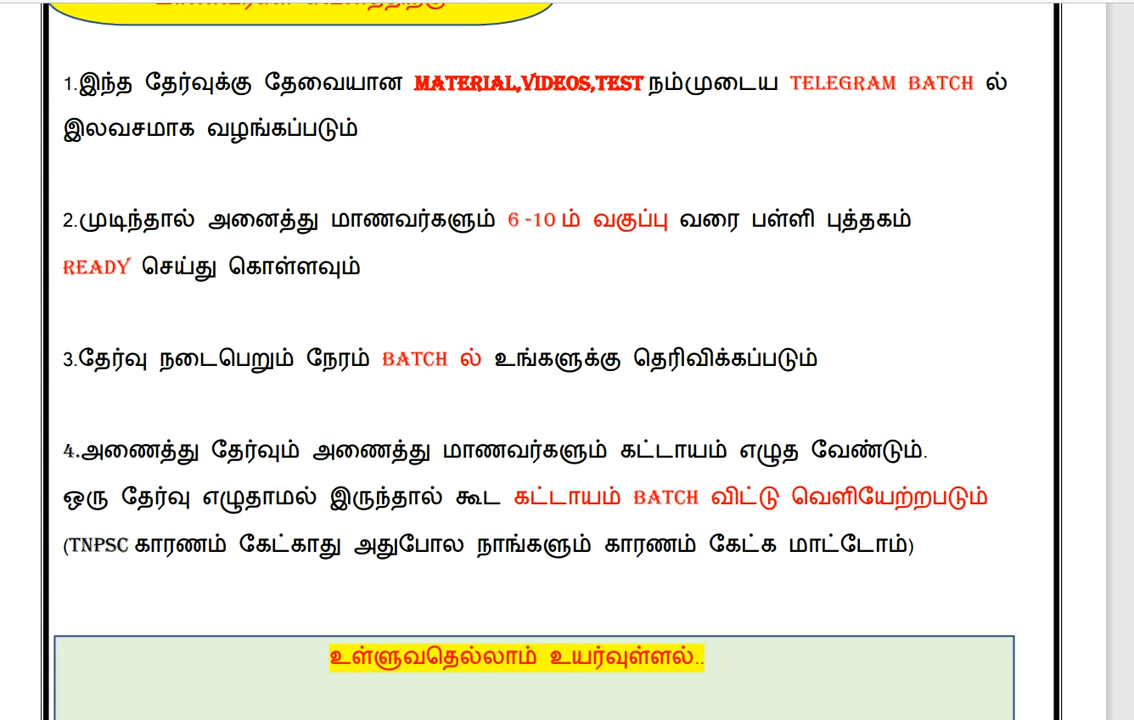 1.இந்த தேர்வுக்கு தேவையான MATERIAL,VIDEOS,TEST நம்முடைய TELEGRAM BATCH ல்
இலவசமாக வழங்கப்படும்
2.முடிந்தால் அனைத்து மாணவர்களும் 6 -10 ம் வகுப்பு வரை பள்ளி புத்தகம்
READY செய்து கொள்ளவும்
3.தேர்வு நடைபெறும் நேரம் BATCH ல் உங்களுக்கு தெரிவிக்கப்படும்
4.அணைத்து தேர்வும் அணைத்து மாணவர்களும் கட்டாயம் எழுத வேண்டும்.
ஒரு தேர்வு எழுதாமல் இருந்தால் கூட கட்டாயம் BATCH விட்டு வெளியேற்றபடும்
(TNPSC காரணம் கேட்காது அதுபோல நாங்களும் காரணம் கேட்க மாட்டோம்)
உள்ளுவதெல்லாம் உயர்வுள்ளல்..